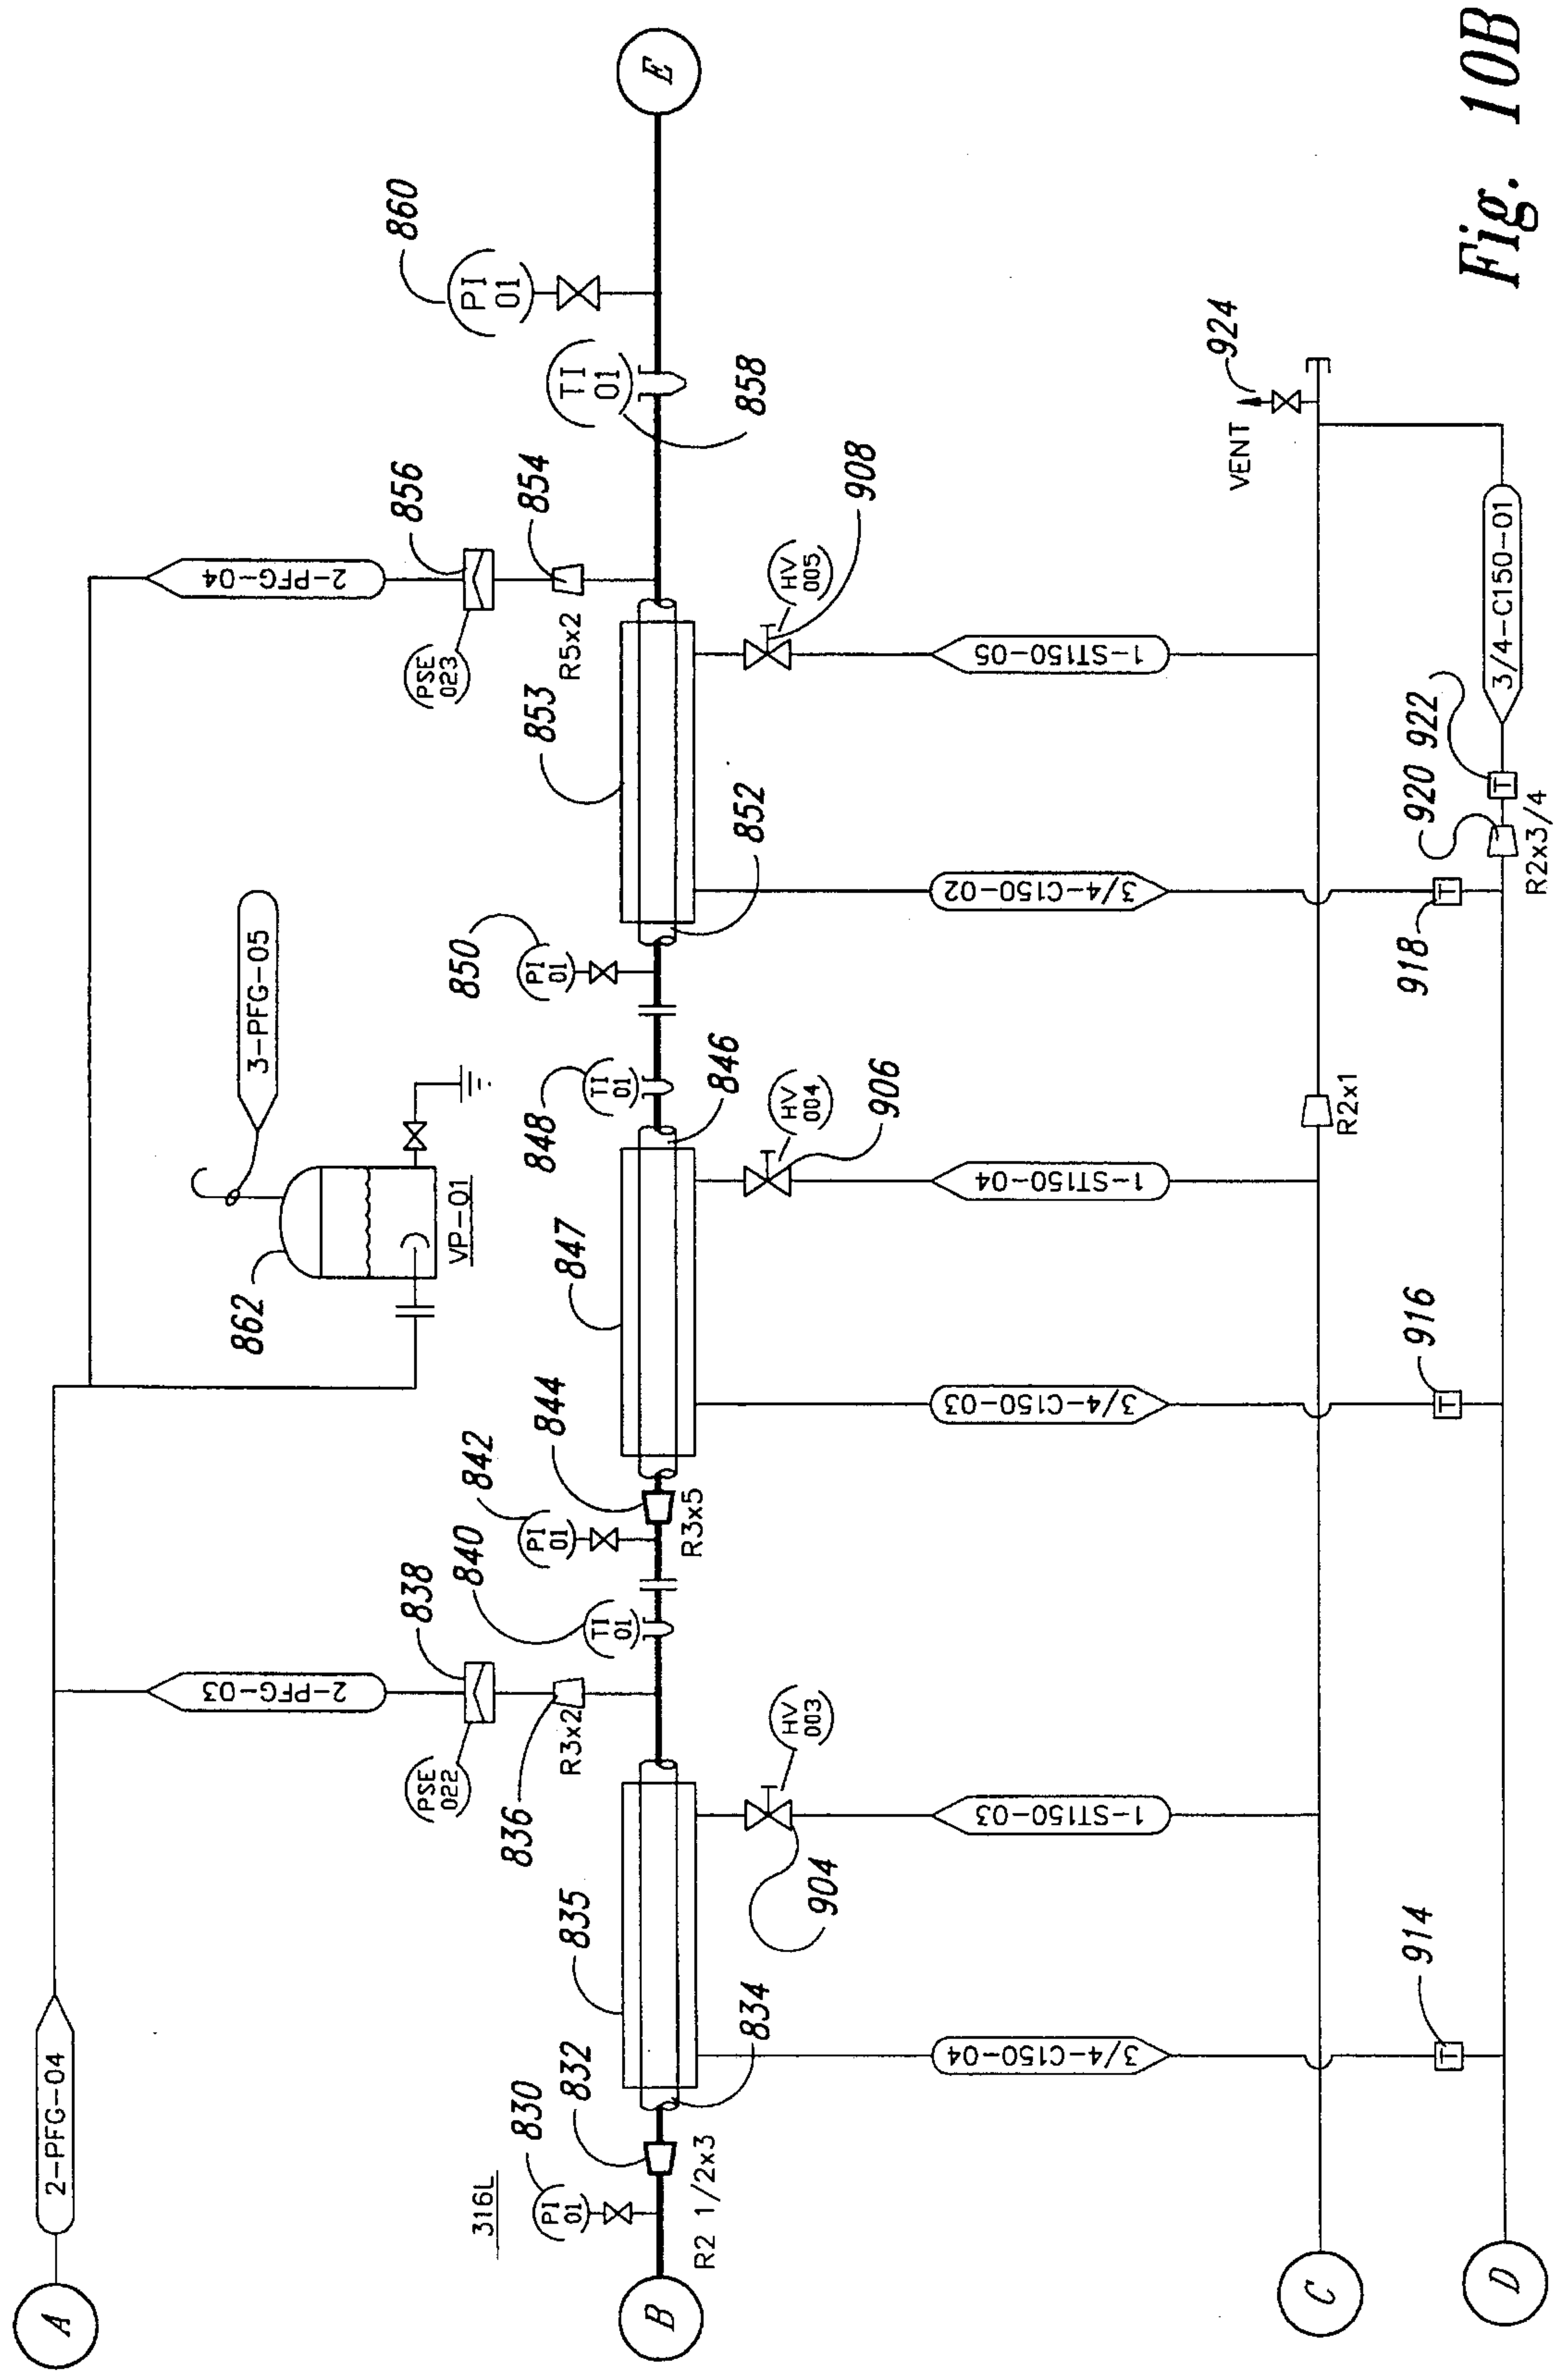 A
2-PFG-04
3-PFG-05
862
VP-01
2-PFG-03
838
PSE
022
836
R3x2
2-PFG-04
856
PSE
023
854
R5x2
860
PI
01
TI
01
858
316L
830
PI
01
832
R2 1/2x3
834
835
840
TI
01
842
PI
01
844
R3x5
847
846
848
TI
01
850
PI
01
852
853
B
E
904
HV
003
906
HV
004
908
HV
005
3/4-C150-04
1-ST150-03
3/4-C150-03
1-ST150-04
3/4-C150-02
1-ST150-05
C
R2x1
VENT
924
914
T
916
T
918
T
920
922
T
R2x3/4
3/4-C150-01
D
Fig. 10B